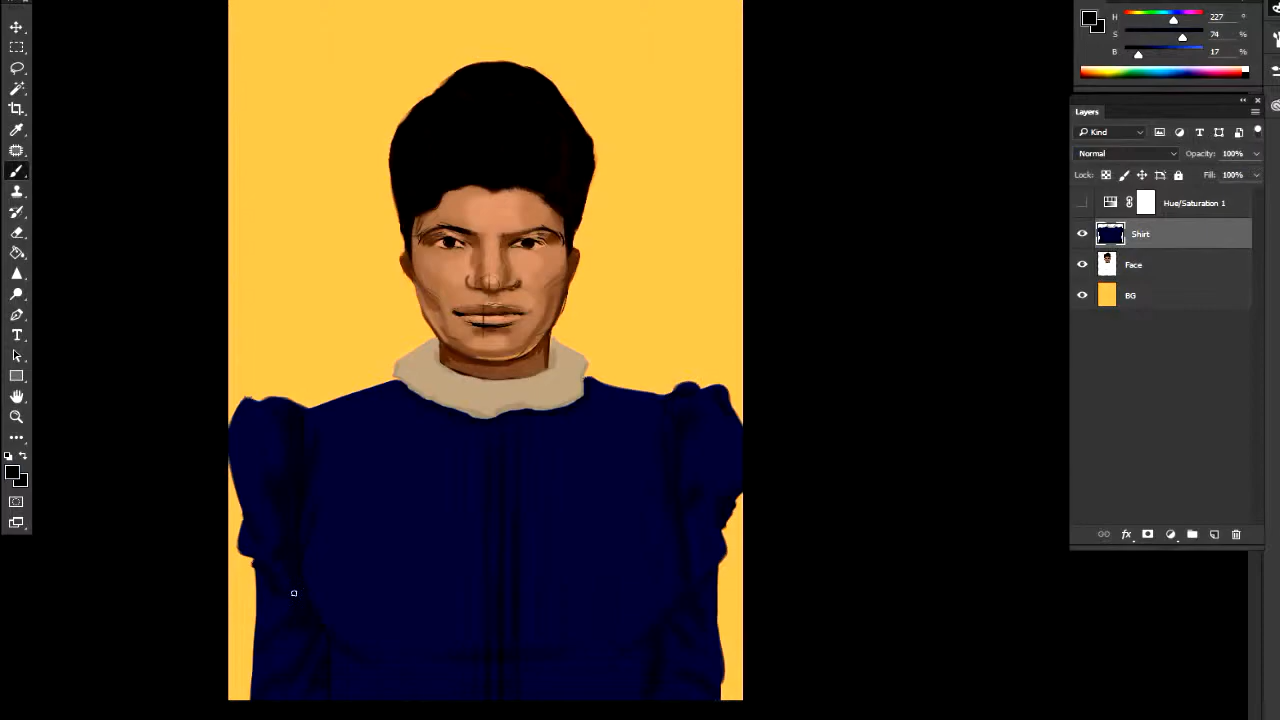 H 227 °
S 74 %
B 17 %
Layers
Kind
Normal Opacity: 100%
Lock: Fill: 100%
Hue/Saturation 1
Shirt
Face
BG